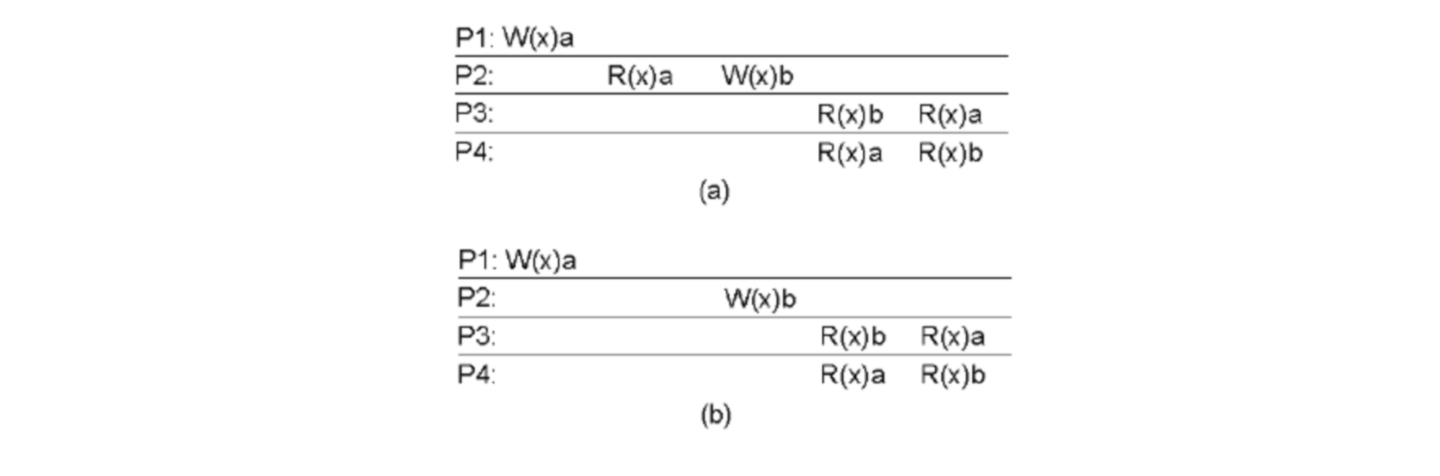 P1: W(x)a
P2: R(x)a W(x)b
P3: R(x)b R(x)a
P4: R(x)a R(x)b
(a)
P1: W(x)a
P2: W(x)b
P3: R(x)b R(x)a
P4: R(x)a R(x)b
(b)